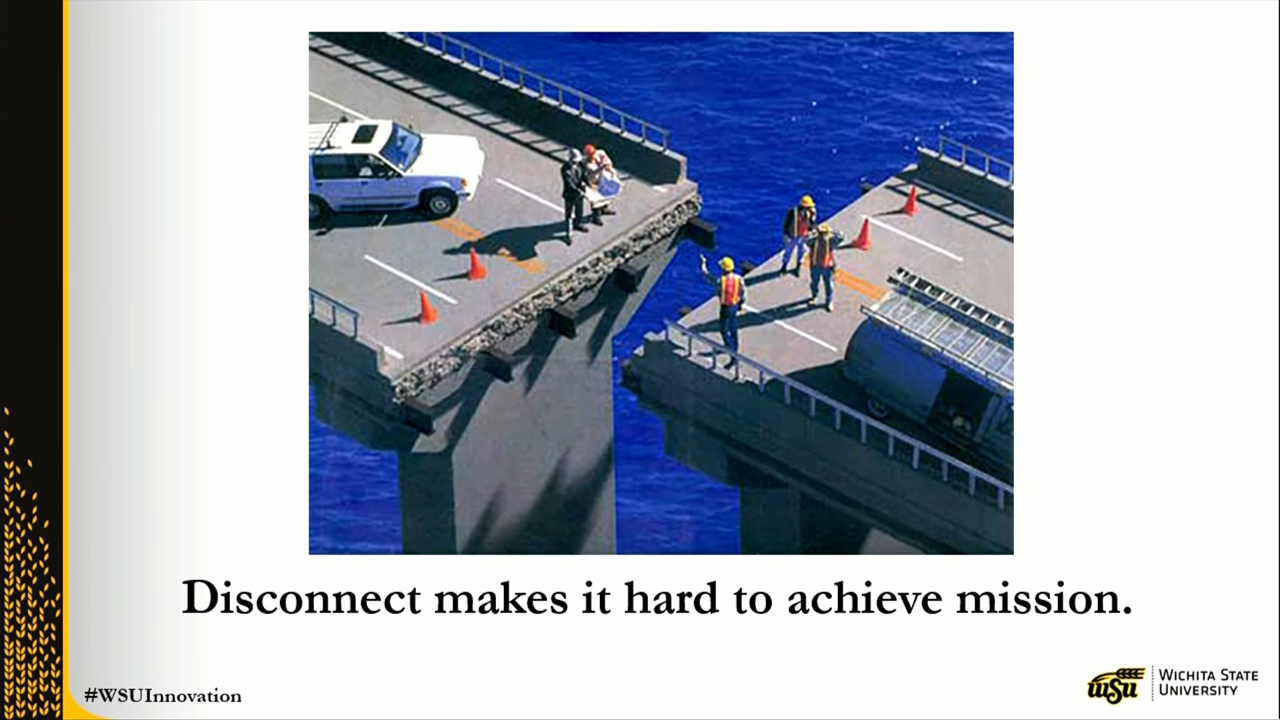 Disconnect makes it hard to achieve mission.
#WSUInnovation
wsu
WICHITA STATE
UNIVERSITY